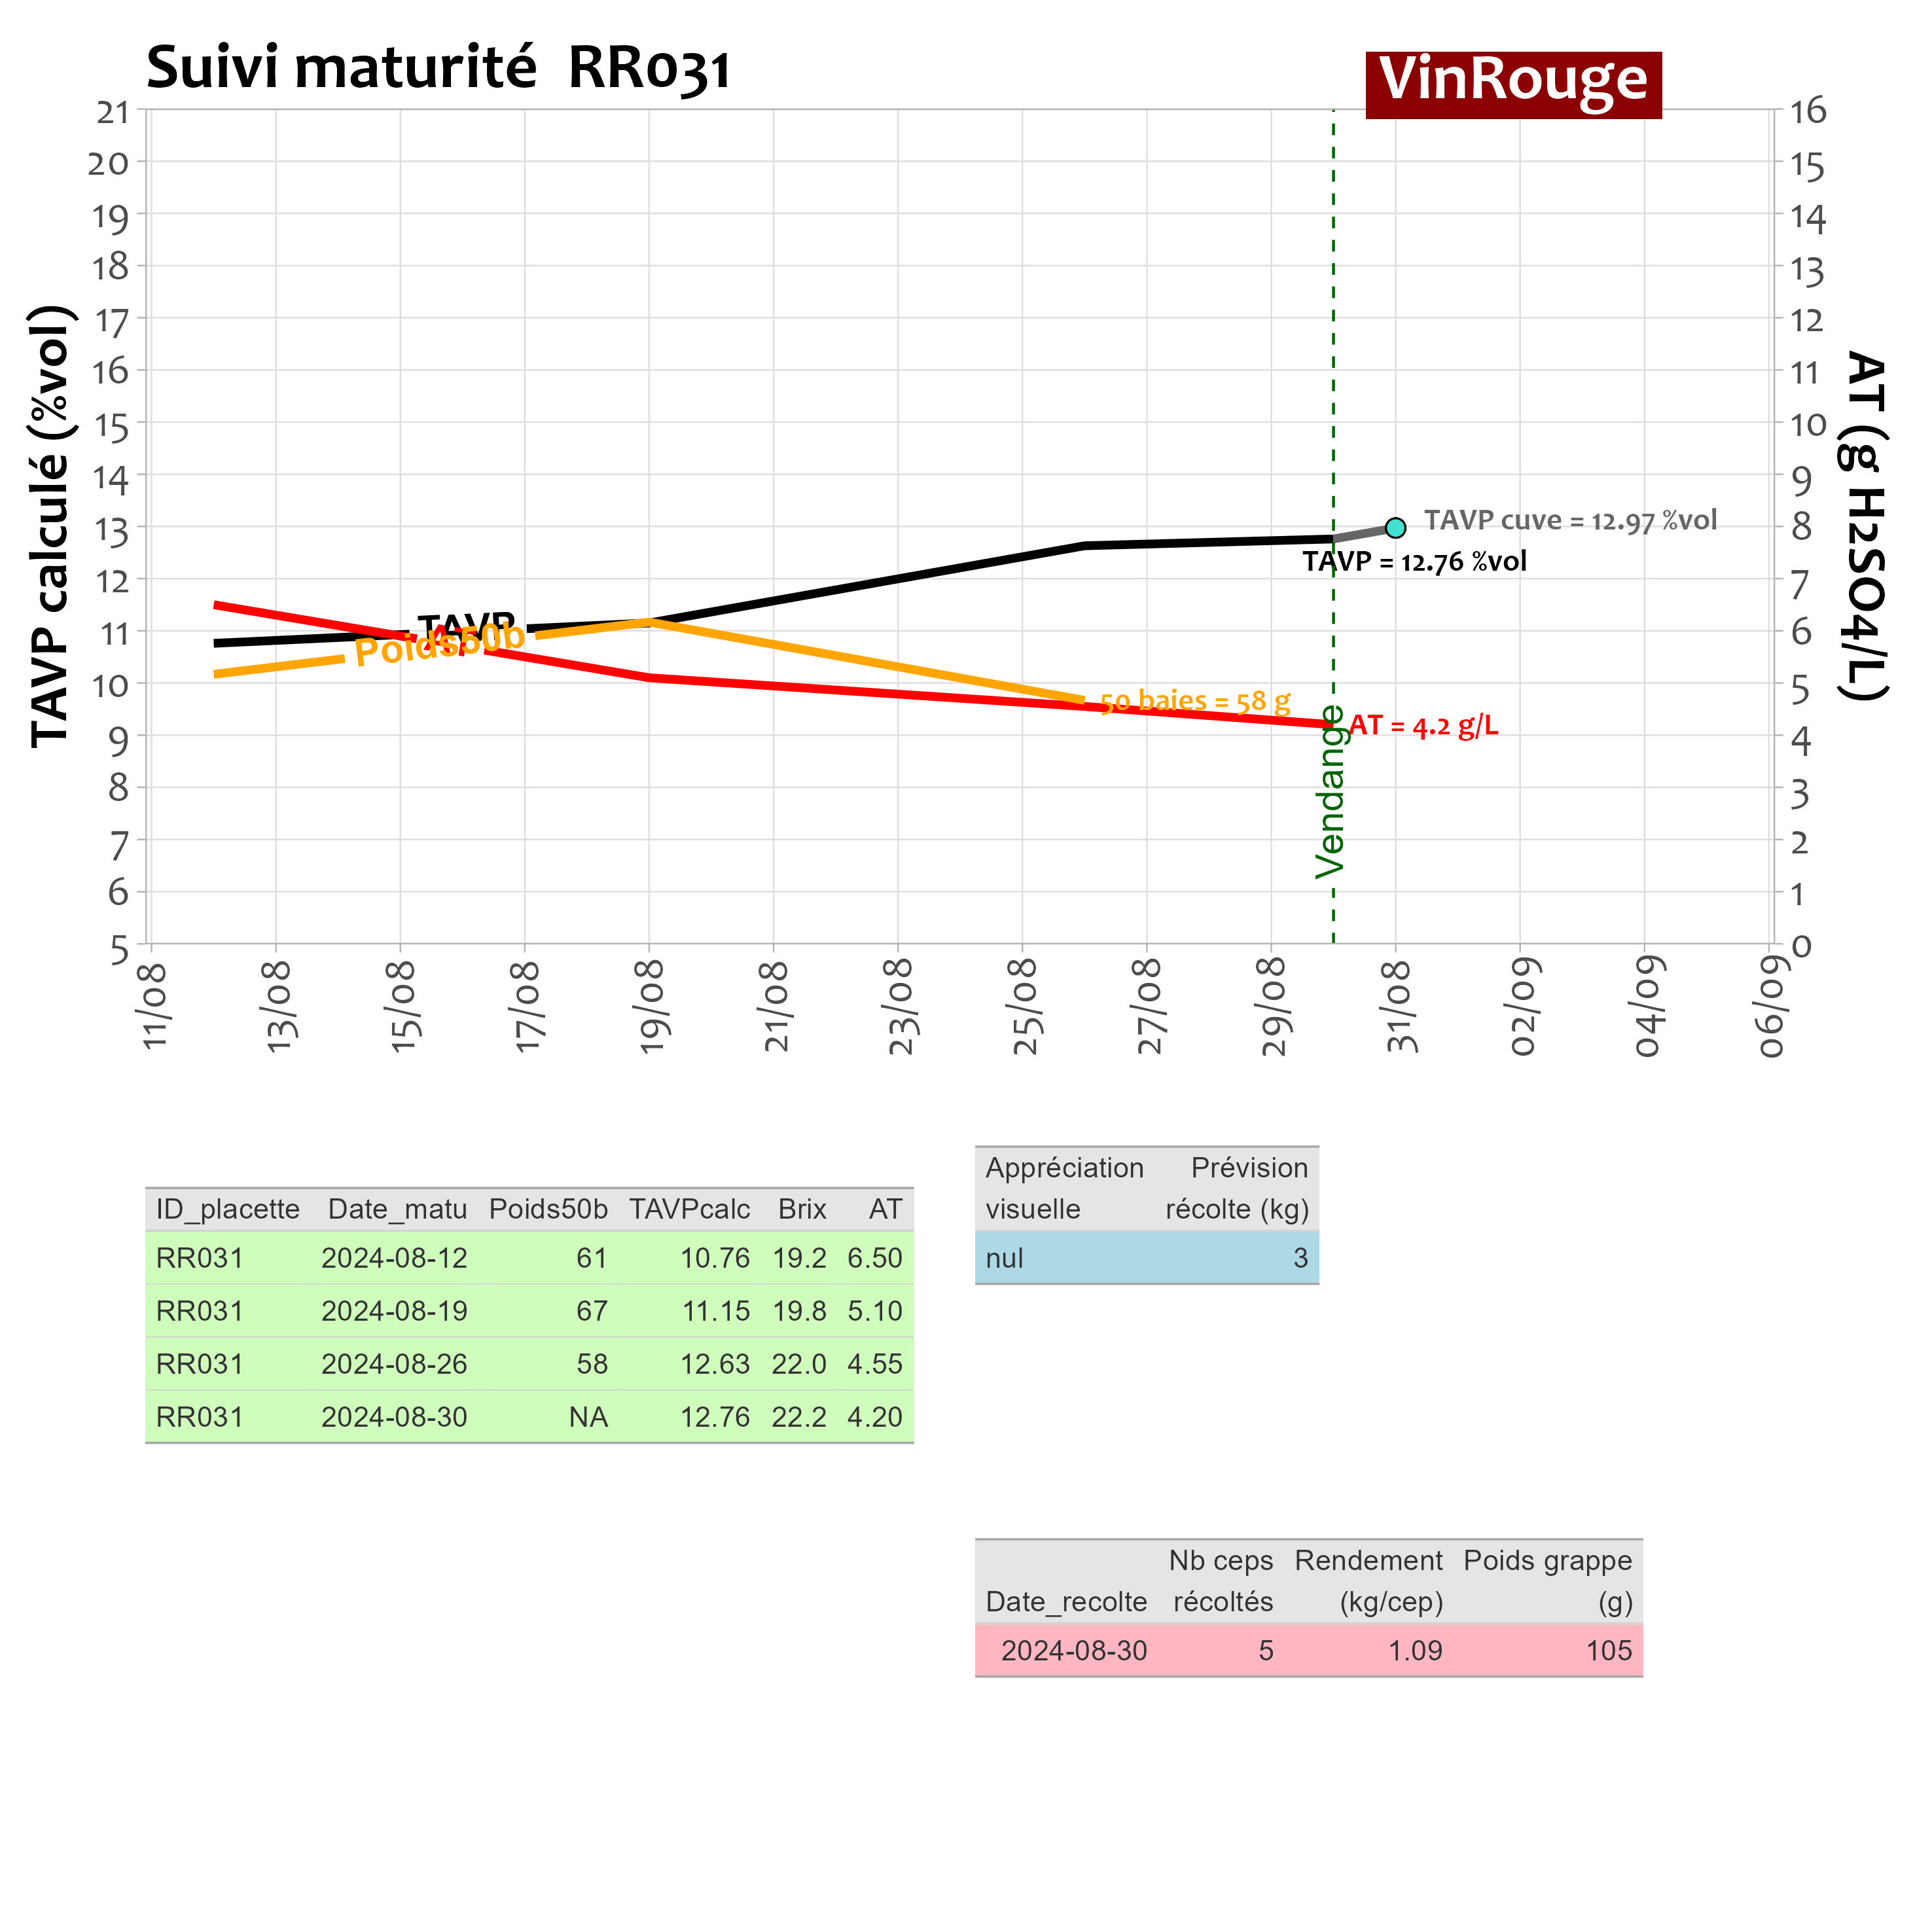 Suivi maturité  RR031
VinRouge
TAVP calculé (%vol)
21
20
19
18
17
16
15
14
13
12
11
10
9
8
7
6
5
16
15
14
13
12
11
10
9
8
7
6
5
4
3
2
1
0
AT (g H2SO4/L)
TAVP cuve = 12.97 %vol
TAVP = 12.76 %vol
TAVP
Poids50b
50 baies = 58 g
AT = 4.2 g/L
Vendange
11/08
13/08
15/08
17/08
19/08
21/08
23/08
25/08
27/08
29/08
31/08
02/09
04/09
06/09
ID_placette Date_matu Poids50b TAVPcalc Brix AT
RR031 2024-08-12 61 10.76 19.2 6.50
RR031 2024-08-19 67 11.15 19.8 5.10
RR031 2024-08-26 58 12.63 22.0 4.55
RR031 2024-08-30 NA 12.76 22.2 4.20
Appréciation Prévision
visuelle récolte (kg)
nul 3
Nb ceps Rendement Poids grappe
Date_recolte récoltés (kg/cep) (g)
2024-08-30 5 1.09 105